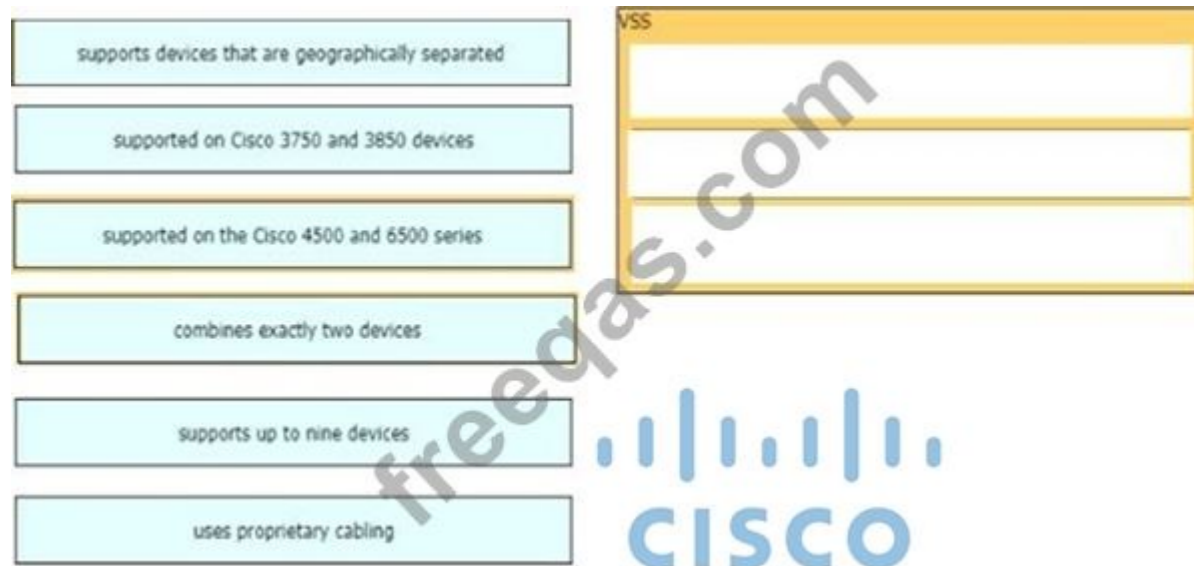 supports devices that are geographically separated
supported on Cisco 3750 and 3850 devices
supported on the Cisco 4500 and 6500 series
combines exactly two devices
supports up to nine devices
uses proprietary cabling
VSS
freeqas.com
CISCO